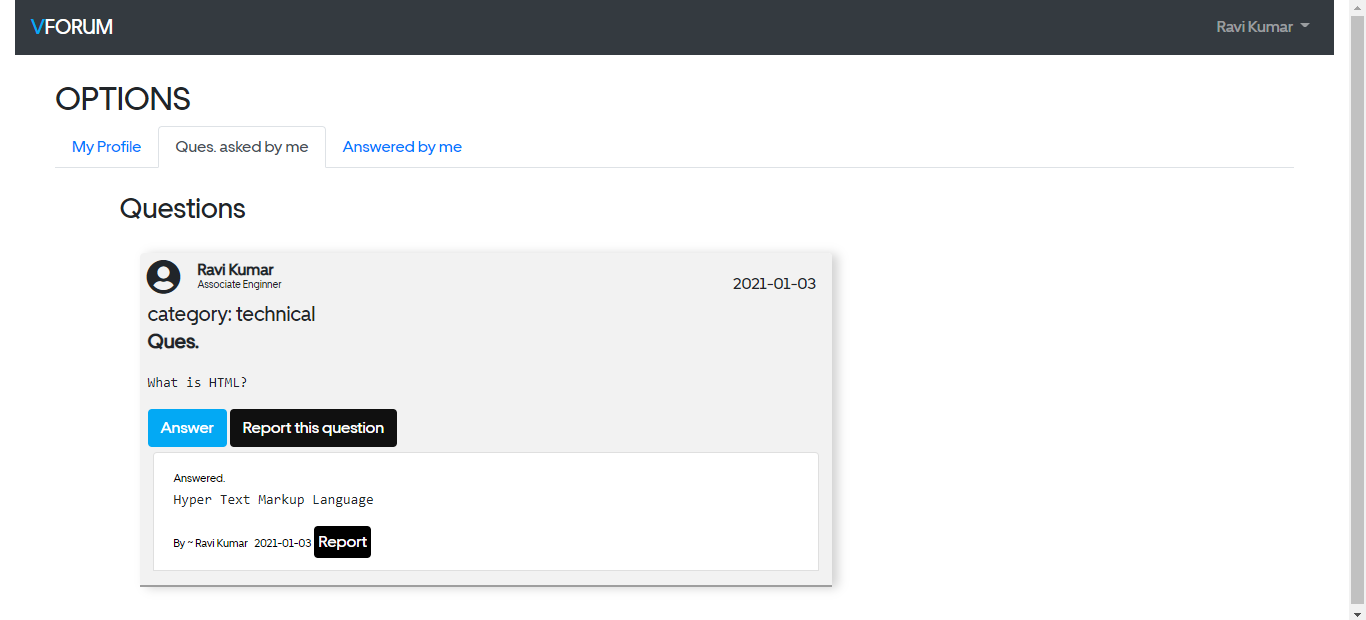 VFORUM
Ravi Kumar
OPTIONS
My Profile
Ques. asked by me
Answered by me
Questions
Ravi Kumar
Associate Enginner
2021-01-03
category: technical
Ques.
What is HTML?
Answer
Report this question
Answered.
Hyper Text Markup Language
By ~ Ravi Kumar 2021-01-03 Report